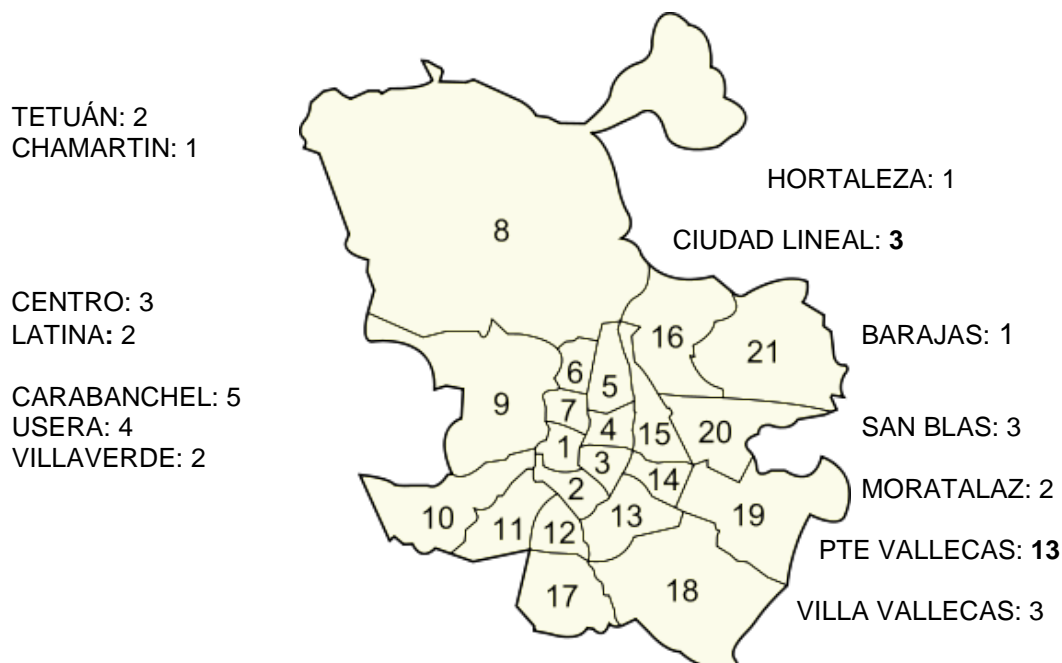 TETUÁN: 2
CHAMARTIN: 1
HORTALEZA: 1
8
CIUDAD LINEAL: 3
CENTRO: 3
LATINA: 2
16
21
BARAJAS: 1
6
5
CARABANCHEL: 5
USERA: 4
VILLAVERDE: 2
9
7
4
15
20
SAN BLAS: 3
1
3
14
2
MORATALAZ: 2
10
11
12
13
19
PTE VALLECAS: 13
17
18
VILLA VALLECAS: 3